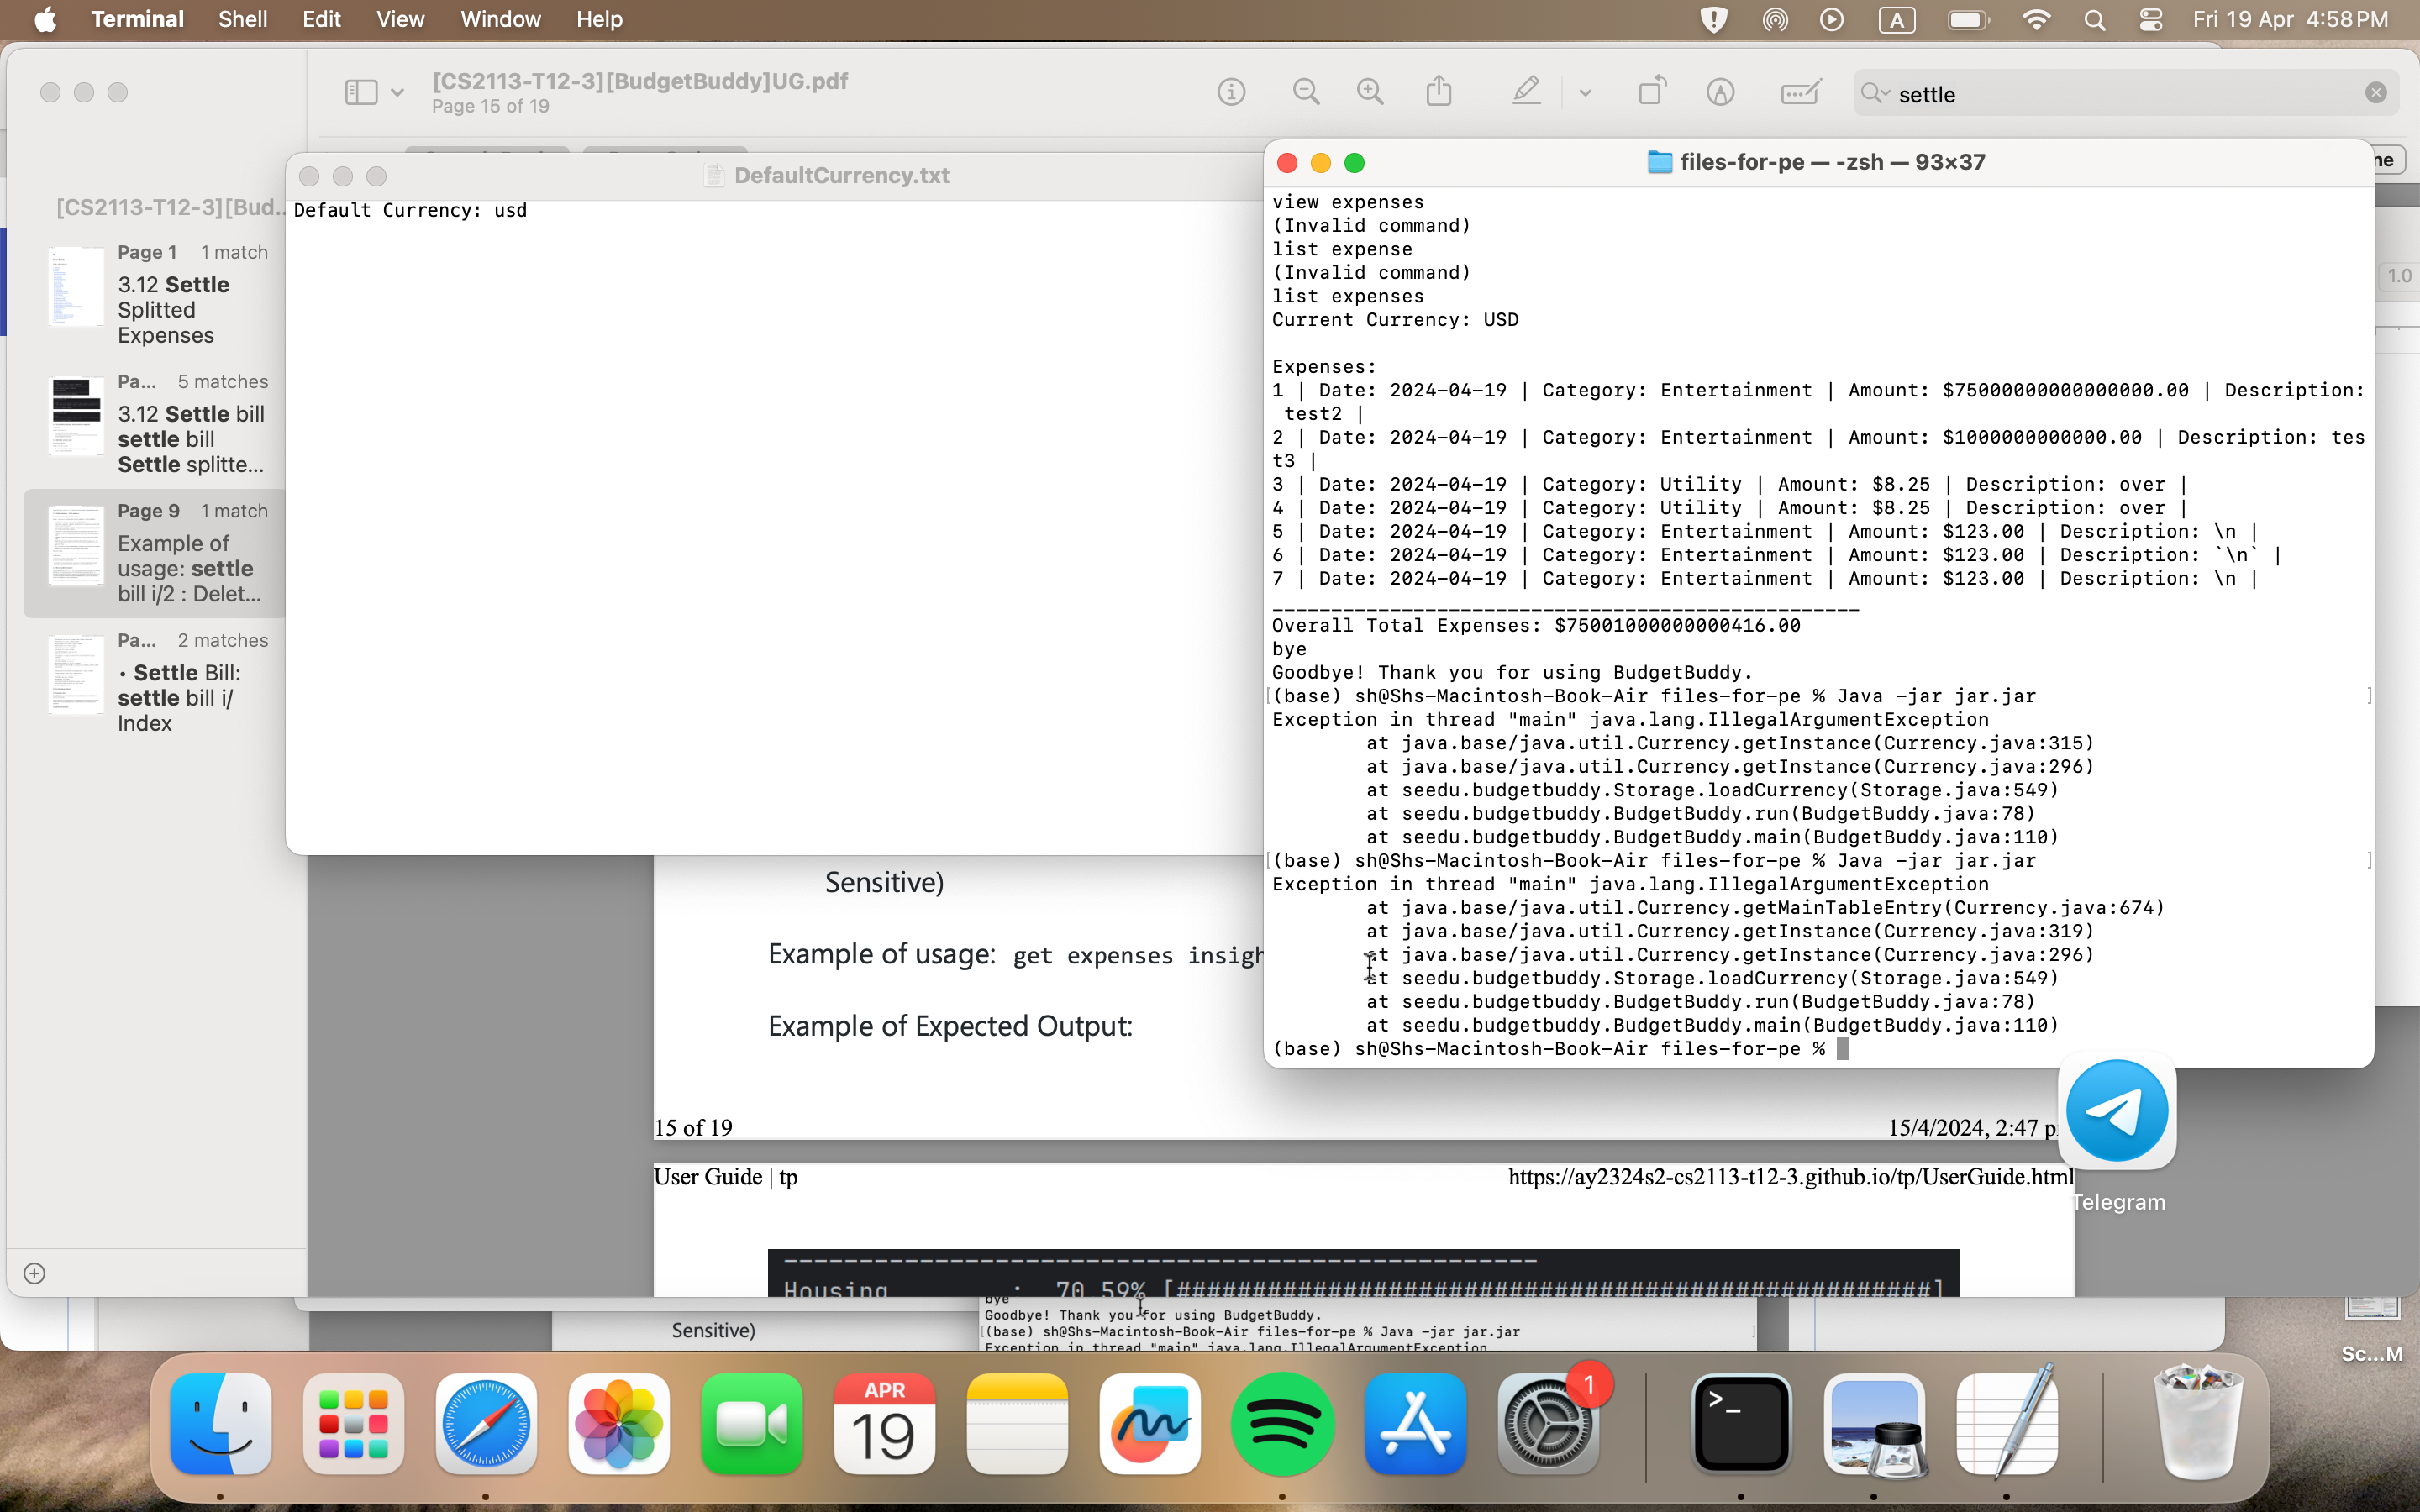 Terminal Shell Edit View Window Help
A
Fri 19 Apr 4:58 PM
[CS2113-T12-3][BudgetBuddy]UG.pdf
Page 15 of 19
settle
[CS2113-T12-3][Bud...
Page 1 1 match
3.12 Settle
Splitted
Expenses
Pa... 5 matches
3.12 Settle bill
settle bill
Settle splitte...
Page 9 1 match
Example of
usage: settle
bill i/2 : Delet...
Pa... 2 matches
• Settle Bill:
settle bill i/
Index
DefaultCurrency.txt
Default Currency: usd
files-for-pe — -zsh — 93×37
view expenses
(Invalid command)
list expense
(Invalid command)
list expenses
Current Currency: USD
Expenses:
1 | Date: 2024-04-19 | Category: Entertainment | Amount: $75000000000000000.00 | Description:
test2 |
2 | Date: 2024-04-19 | Category: Entertainment | Amount: $1000000000000.00 | Description: tes
t3 |
3 | Date: 2024-04-19 | Category: Utility | Amount: $8.25 | Description: over |
4 | Date: 2024-04-19 | Category: Utility | Amount: $8.25 | Description: over |
5 | Date: 2024-04-19 | Category: Entertainment | Amount: $123.00 | Description: \n |
6 | Date: 2024-04-19 | Category: Entertainment | Amount: $123.00 | Description: `\n` |
7 | Date: 2024-04-19 | Category: Entertainment | Amount: $123.00 | Description: \n |
--------------------------------------------------
Overall Total Expenses: $75001000000000416.00
bye
Goodbye! Thank you for using BudgetBuddy.
[(base) sh@Shs-Macintosh-Book-Air files-for-pe % Java -jar jar.jar ]
Exception in thread "main" java.lang.IllegalArgumentException
at java.base/java.util.Currency.getInstance(Currency.java:315)
at java.base/java.util.Currency.getInstance(Currency.java:296)
at seedu.budgetbuddy.Storage.loadCurrency(Storage.java:549)
at seedu.budgetbuddy.BudgetBuddy.run(BudgetBuddy.java:78)
at seedu.budgetbuddy.BudgetBuddy.main(BudgetBuddy.java:110)
[(base) sh@Shs-Macintosh-Book-Air files-for-pe % Java -jar jar.jar ]
Exception in thread "main" java.lang.IllegalArgumentException
at java.base/java.util.Currency.getMainTableEntry(Currency.java:674)
at java.base/java.util.Currency.getInstance(Currency.java:319)
at java.base/java.util.Currency.getInstance(Currency.java:296)
at seedu.budgetbuddy.Storage.loadCurrency(Storage.java:549)
at seedu.budgetbuddy.BudgetBuddy.run(BudgetBuddy.java:78)
at seedu.budgetbuddy.BudgetBuddy.main(BudgetBuddy.java:110)
(base) sh@Shs-Macintosh-Book-Air files-for-pe %
ne
1.0
Sensitive)
Example of usage: get expenses insigh
Example of Expected Output:
15 of 19
15/4/2024, 2:47 p
User Guide | tp
https://ay2324s2-cs2113-t12-3.github.io/tp/UserGuide.html
Telegram
--------------------------------------------------
Housing : 70.59% [##################################################]
bye
Goodbye! Thank you for using BudgetBuddy.
Sensitive)
[(base) sh@Shs-Macintosh-Book-Air files-for-pe % Java -jar jar.jar ]
Exception in thread "main" java.lang.IllegalArgumentException
Sc...M
APR
19
1
>_